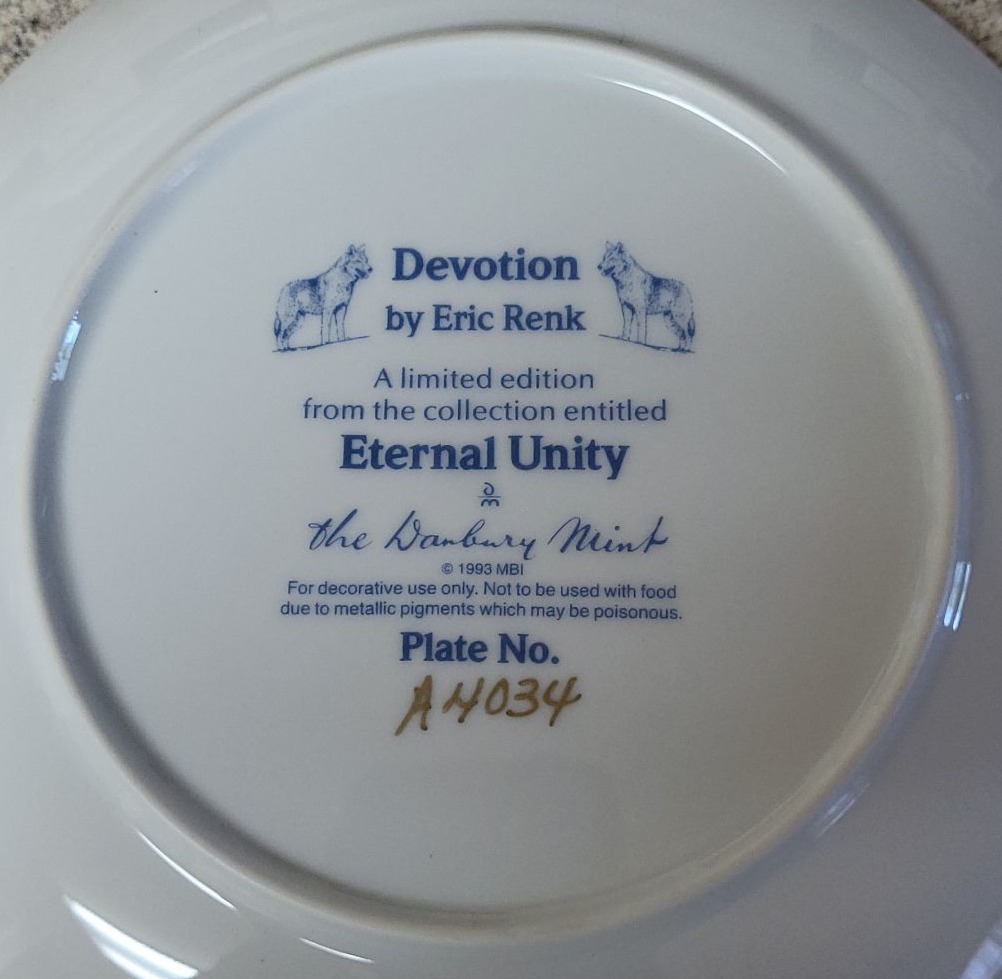 Devotion
by Eric Renk
A limited edition
from the collection entitled
Eternal Unity
the Danbury Mint
© 1993 MBI
For decorative use only. Not to be used with food
due to metallic pigments which may be poisonous.
Plate No.
A4034